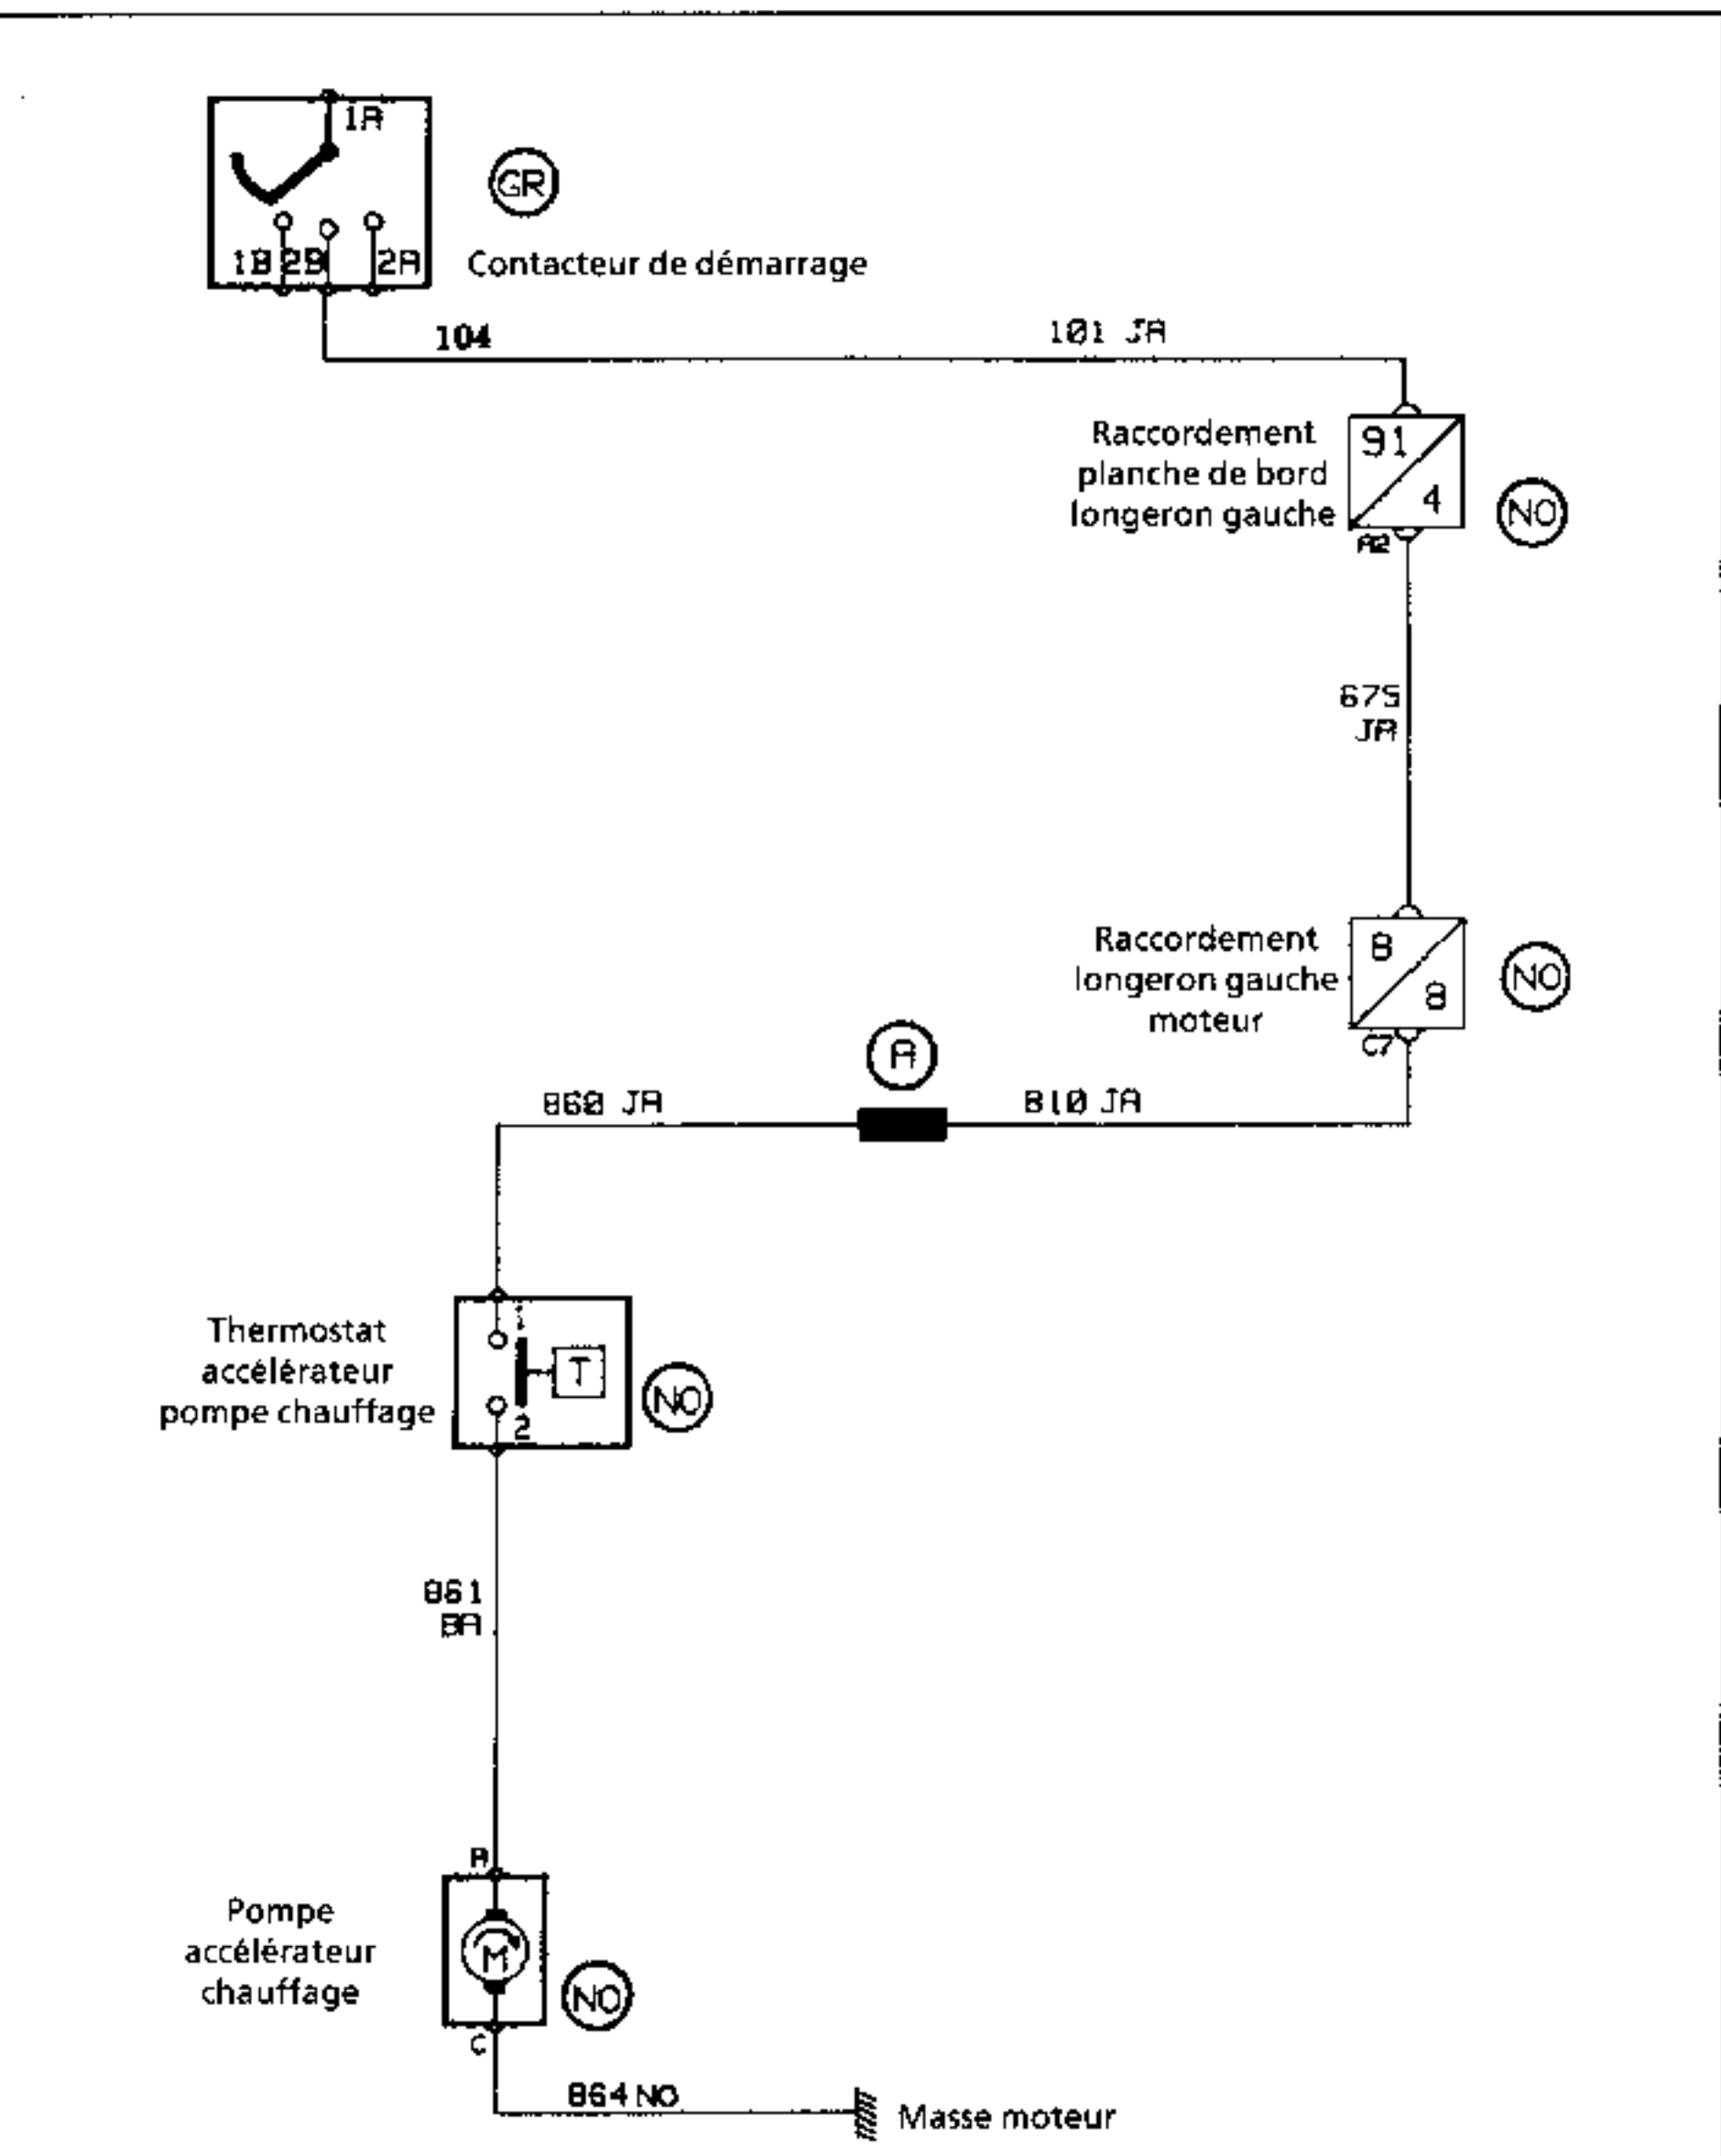 1A
GR
1B 2B 2A
Contacteur de démarrage
104
101 JA
Raccordement
planche de bord
longeron gauche
91
4
NO
A2
675
JA
Raccordement
longeron gauche
moteur
8
8
NO
C7
A
860 JA
810 JA
Thermostat
accélérateur
pompe chauffage
1
T
2
NO
861
BA
A
Pompe
accélérateur
chauffage
M
NO
C
864 NO
Masse moteur